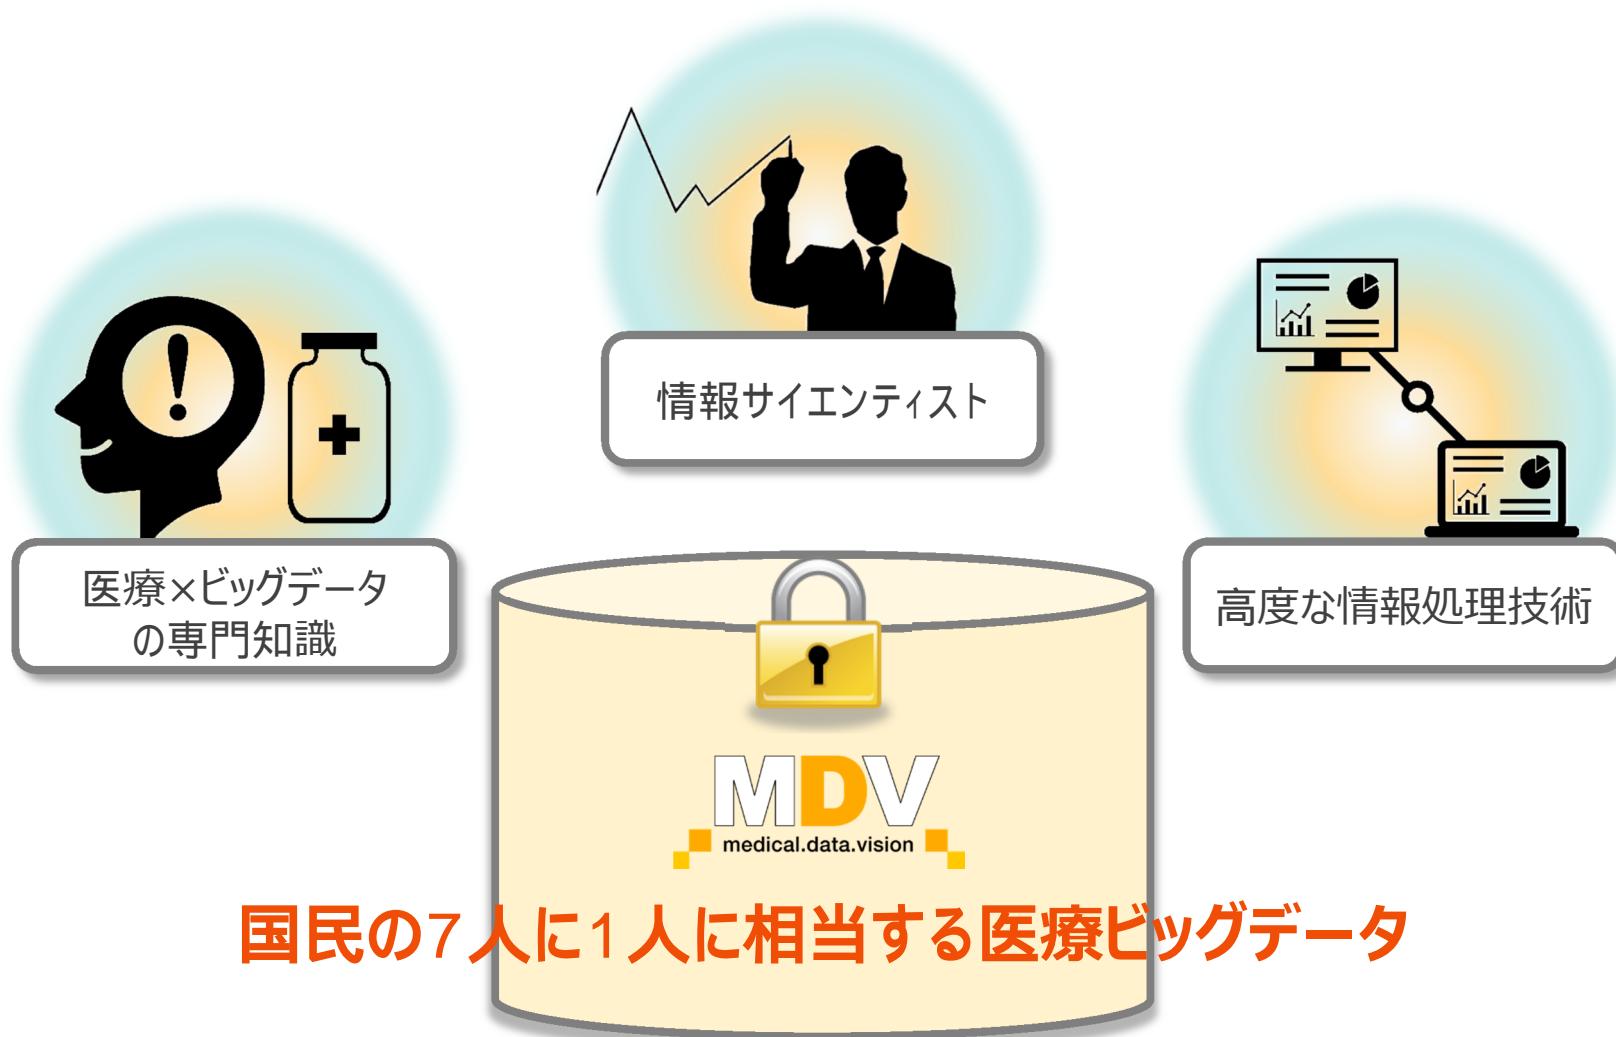 情報サイエンティスト
医療×ビッグデータ
の専門知識
高度な情報処理技術
MDV
medical.data.vision
国民の7人に1人に相当する医療ビッグデータ